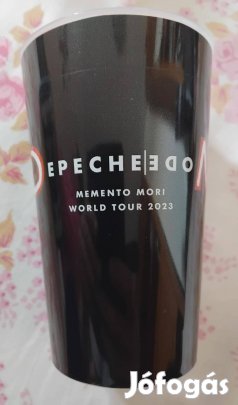 DEPECHE MODE
MEMENTO MORI
WORLD TOUR 2023
Jófogás